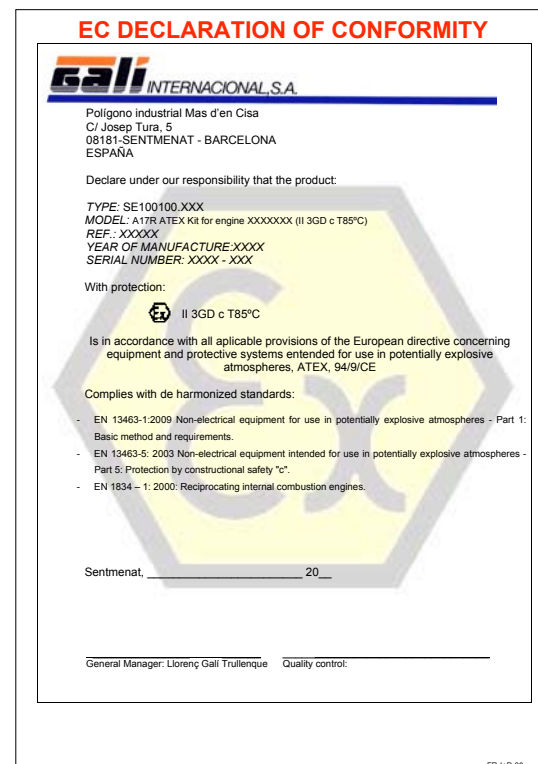 EC DECLARATION OF CONFORMITY
Galí INTERNACIONAL,S.A.
Polígono industrial Mas d'en Cisa
C/ Josep Tura, 5
08181-SENTMENAT - BARCELONA
ESPAÑA
Declare under our responsibility that the product:
TYPE: SE100100.XXX
MODEL: A17R ATEX Kit for engine XXXXXXX (II 3GD c T85ºC)
REF.: XXXXX
YEAR OF MANUFACTURE:XXXX
SERIAL NUMBER: XXXX - XXX
With protection:
Ex II 3GD c T85ºC
Is in accordance with all aplicable provisions of the European directive concerning
equipment and protective systems entended for use in potentially explosive
atmospheres, ATEX, 94/9/CE
Complies with de harmonized standards:
- EN 13463-1:2009 Non-electrical equipment for use in potentially explosive atmospheres - Part 1:
Basic method and requirements.
- EN 13463-5: 2003 Non-electrical equipment intended for use in potentially explosive atmospheres -
Part 5: Protection by constructional safety "c".
- EN 1834 – 1: 2000: Reciprocating internal combustion engines.
Sentmenat, _______________________ 20__
General Manager: Llorenç Galí Trullenque Quality control: